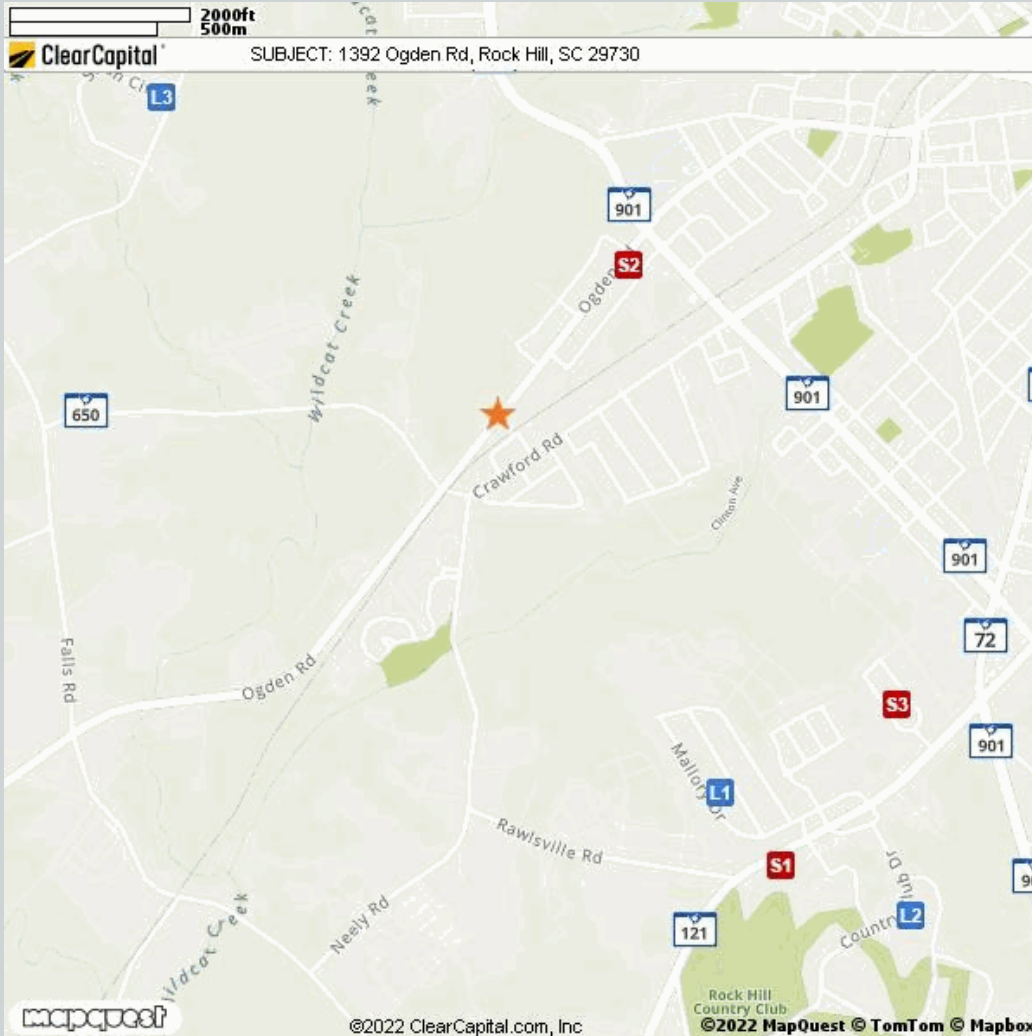 2000ft
500m
ClearCapital
SUBJECT: 1392 Ogden Rd, Rock Hill, SC 29730
L3
901
S2
Ogden
Wildcat Creek
650
901
Crawford Rd
Clinton Ave
901
72
Falls Rd
Ogden Rd
S3
901
Mallory Dr
L1
Rawlsville Rd
S1
Neely Rd
L2
Country
121
Creek
Rock Hill
Country Club
mapquest
©2022 ClearCapital.com, Inc
©2022 MapQuest © TomTom © Mapbox